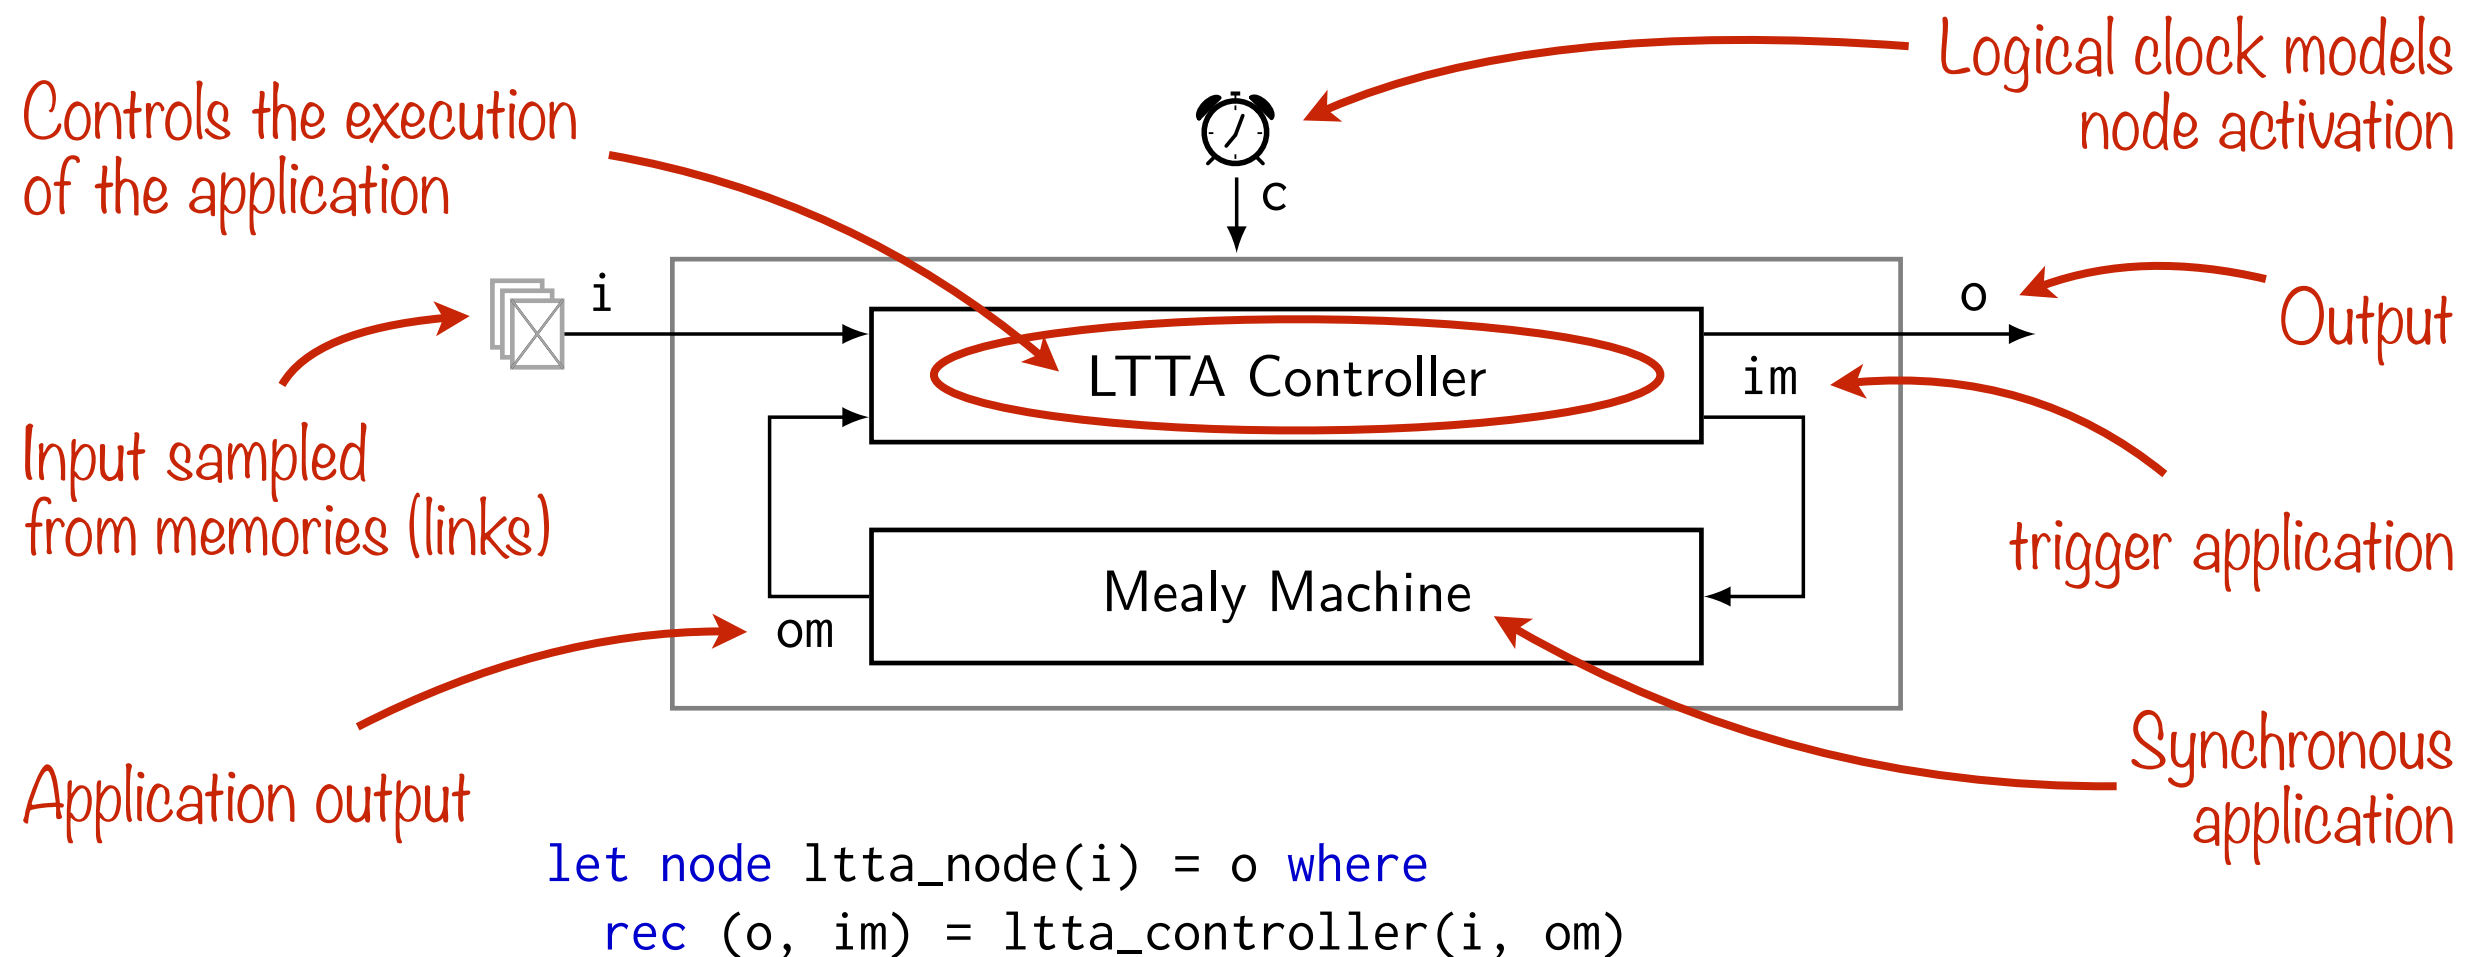 Logical clock models
node activation
Controls the execution
of the application
c
i
o
Output
LTTA Controller
im
Input sampled
from memories (links)
trigger application
Mealy Machine
om
Synchronous
application
Application output
let node ltta_node(i) = o where
rec (o, im) = ltta_controller(i, om)